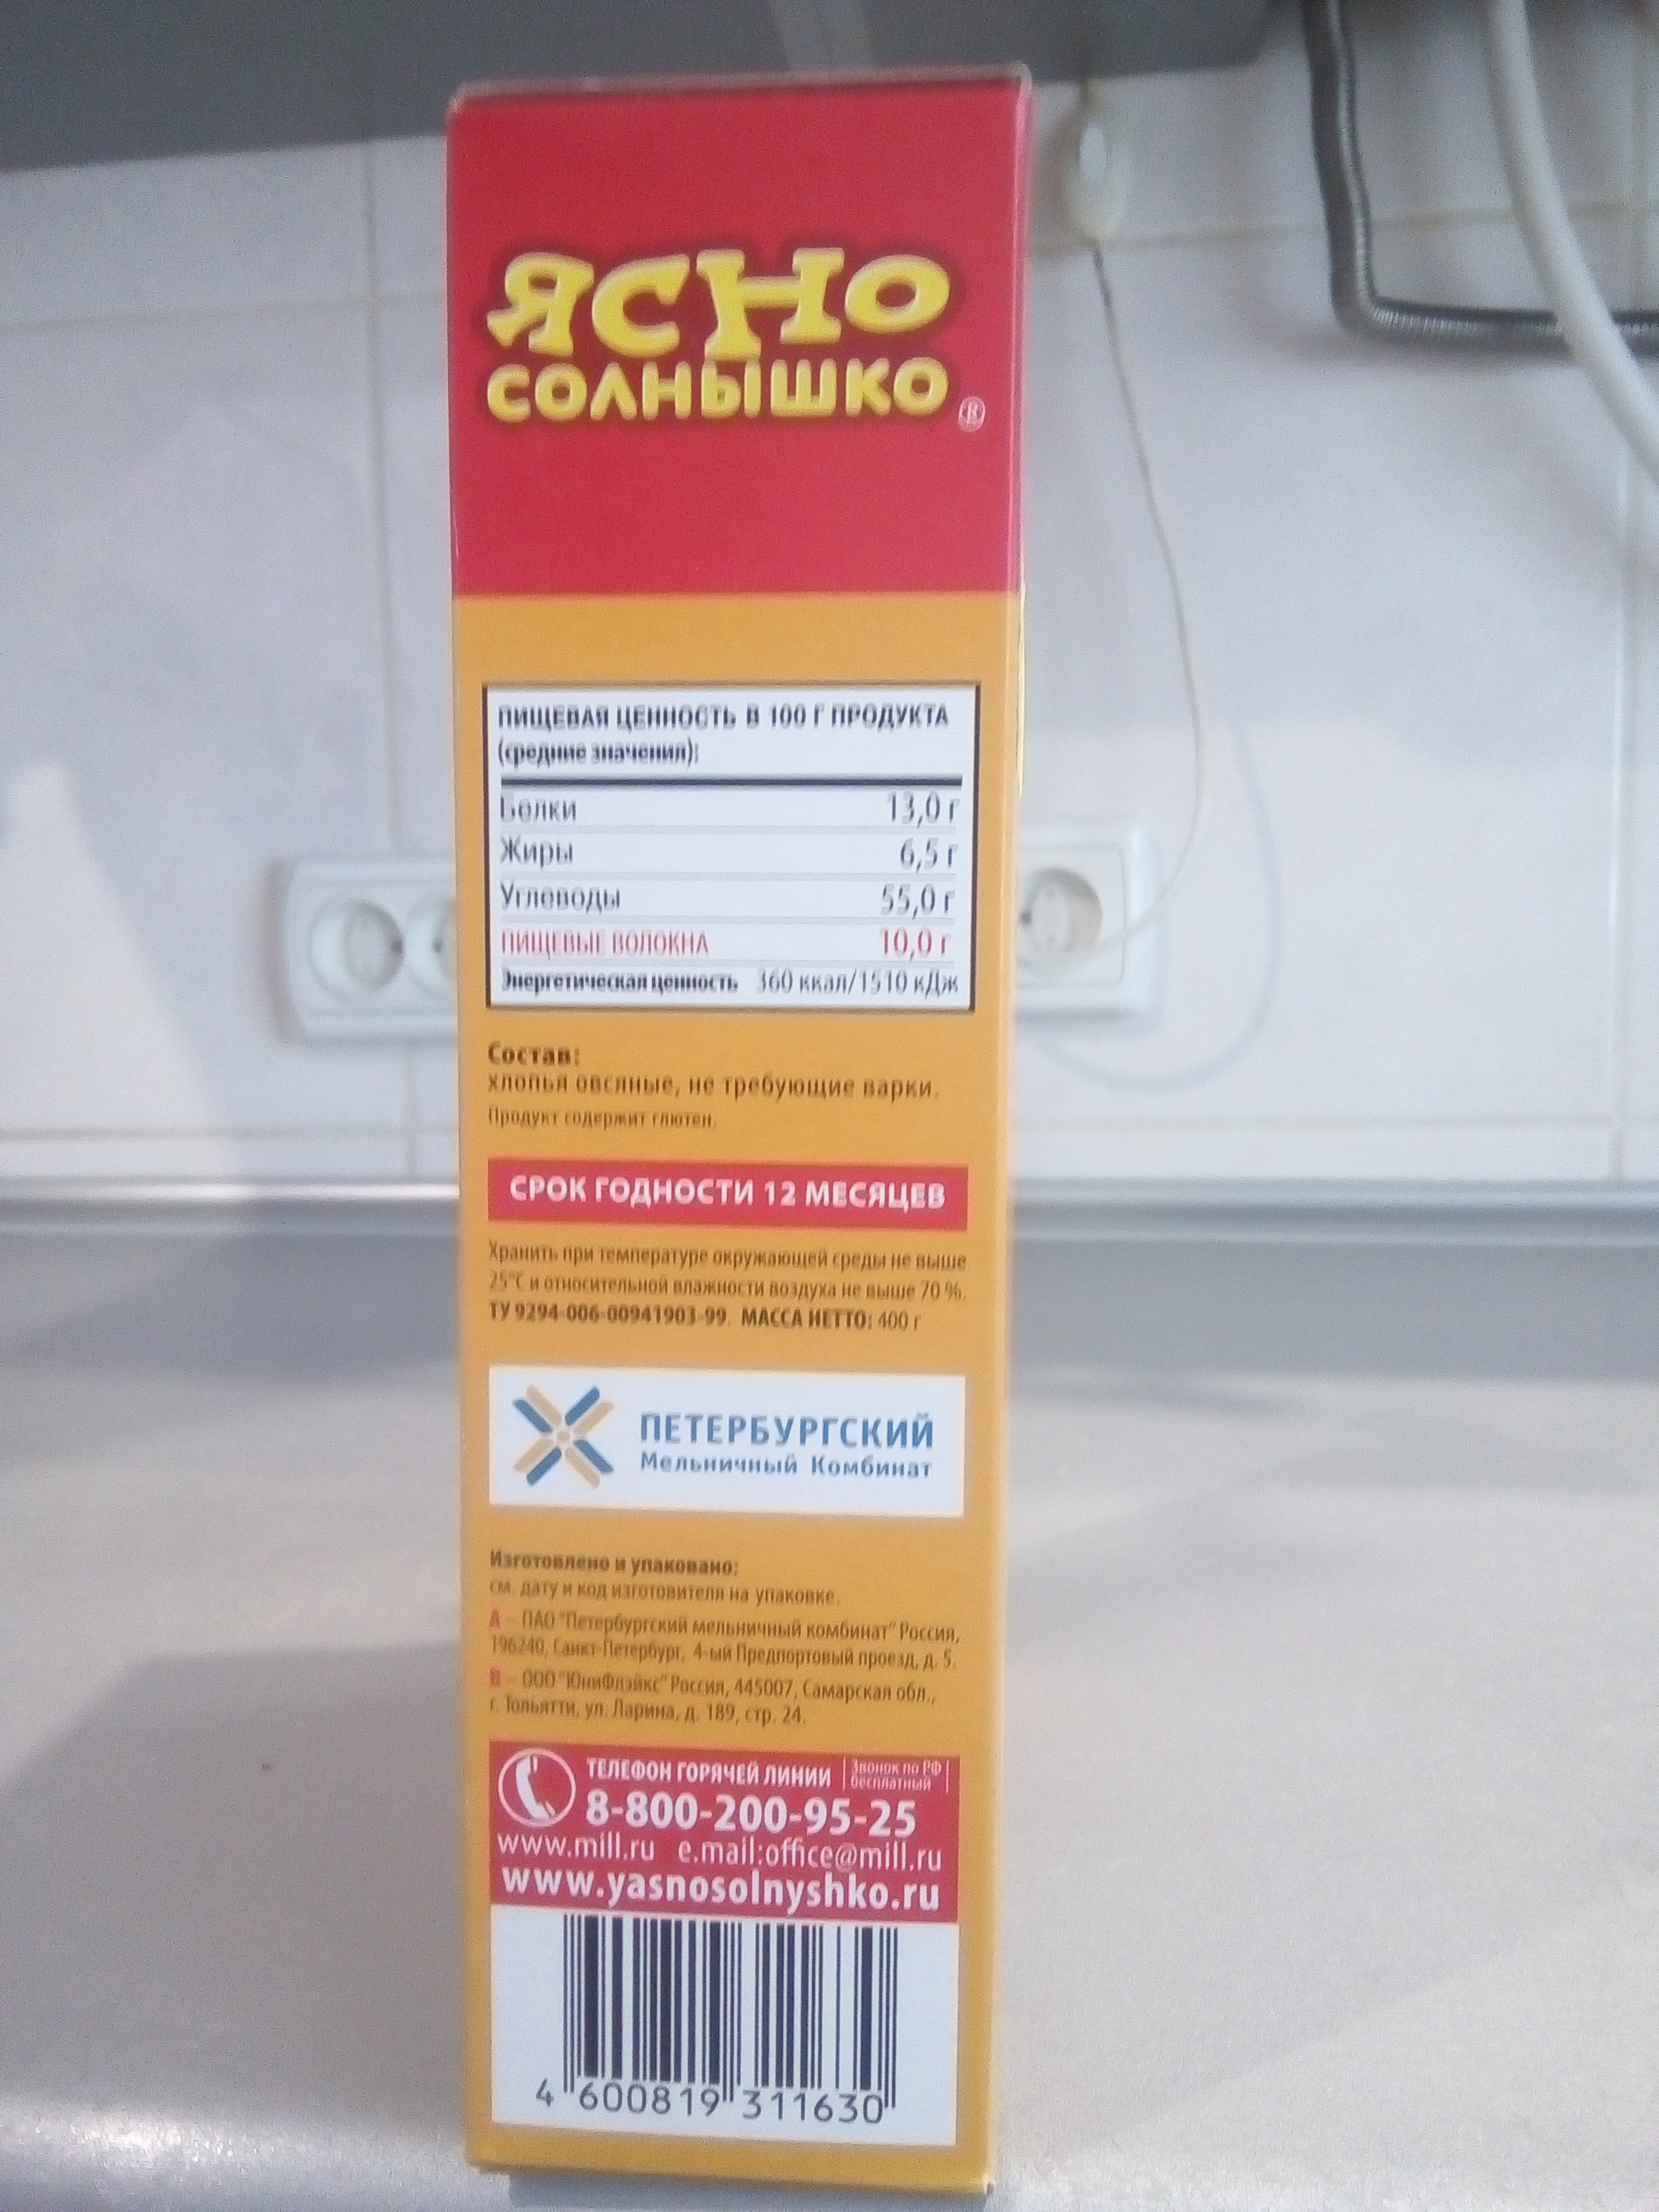 ЯСНО
СОЛНЫШКО ®
ПИЩЕВАЯ ЦЕННОСТЬ В 100 Г ПРОДУКТА
(средние значения):
Белки 13,0 г
Жиры 6,5 г
Углеводы 55,0 г
ПИЩЕВЫЕ ВОЛОКНА 10,0 г
Энергетическая ценность 360 ккал/1510 кДж
Состав:
хлопья овсяные, не требующие варки.
Продукт содержит глютен.
СРОК ГОДНОСТИ 12 МЕСЯЦЕВ
Хранить при температуре окружающей среды не выше
25°С и относительной влажности воздуха не выше 70 %.
ТУ 9294-006-00941903-99. МАССА НЕТТО: 400 г
ПЕТЕРБУРГСКИЙ
Мельничный Комбинат
Изготовлено и упаковано:
см. дату и код изготовителя на упаковке.
А – ПАО "Петербургский мельничный комбинат" Россия,
196240, Санкт-Петербург, 4-ый Предпортовый проезд, д. 5.
В – ООО "ЮниФлэйкс" Россия, 445007, Самарская обл.,
г. Тольятти, ул. Ларина, д. 189, стр. 24.
ТЕЛЕФОН ГОРЯЧЕЙ ЛИНИИ
Звонок по РФ
бесплатный
8-800-200-95-25
www.mill.ru e.mail:office@mill.ru
www.yasnosolnyshko.ru
4 600819 311630